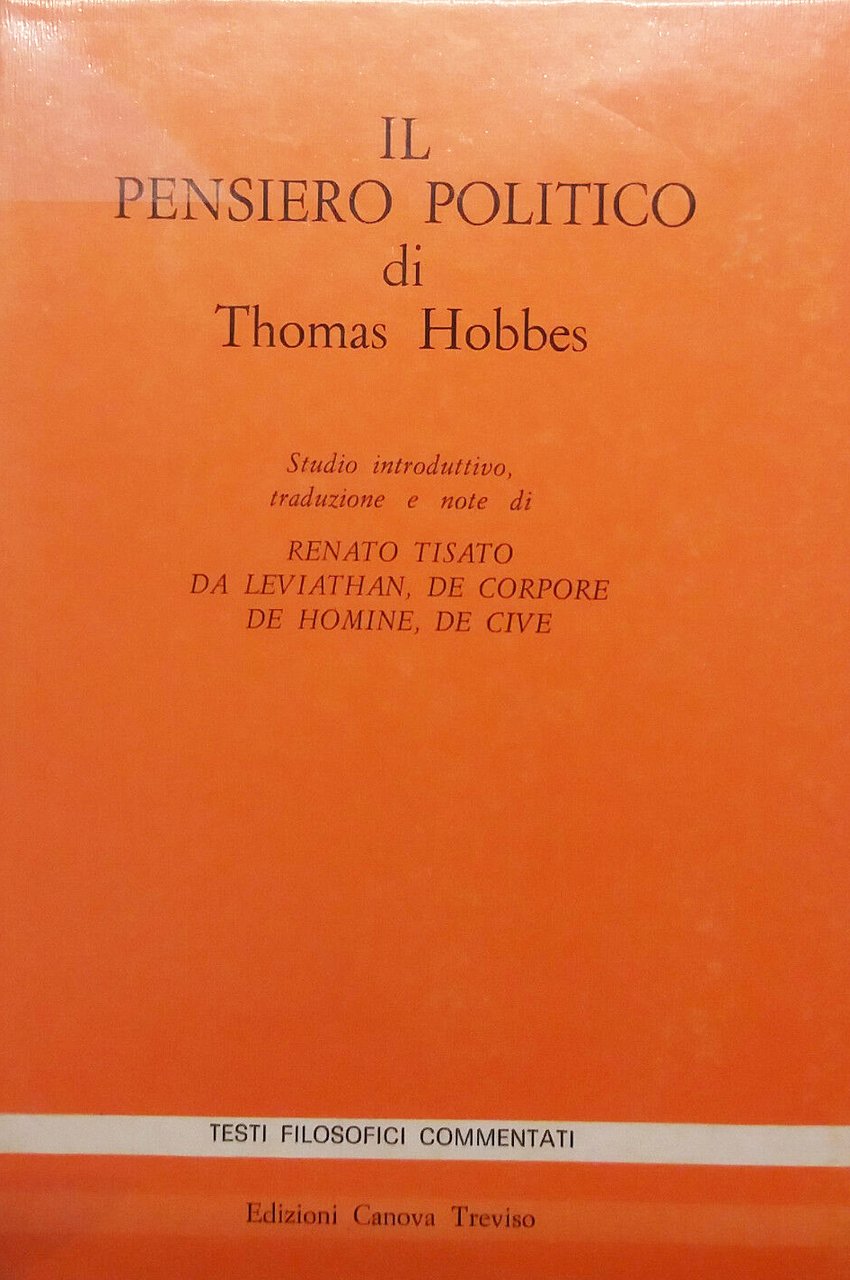 IL
PENSIERO POLITICO
di
Thomas Hobbes
Studio introduttivo,
traduzione e note di
RENATO TISATO
DA LEVIATHAN, DE CORPORE
DE HOMINE, DE CIVE
TESTI FILOSOFICI COMMENTATI
Edizioni Canova Treviso